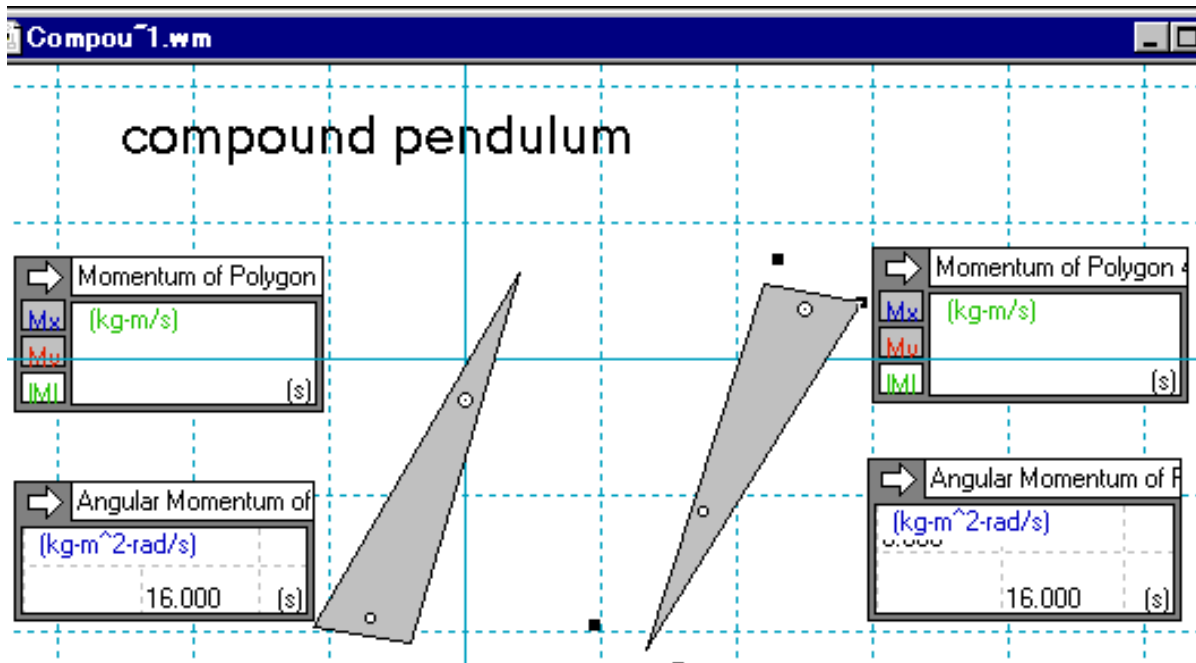 Compou~1.wm
compound pendulum
Momentum of Polygon
Mx
(kg-m/s)
My
|M|
(s)
Momentum of Polygon
Mx
(kg-m/s)
My
|M|
(s)
Angular Momentum of
(kg-m^2-rad/s)
16.000
(s)
Angular Momentum of
(kg-m^2-rad/s)
16.000
(s)